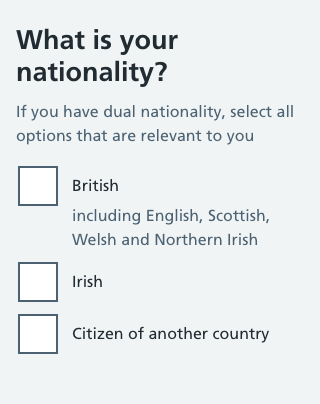 What is your
nationality?
If you have dual nationality, select all
options that are relevant to you
British
including English, Scottish,
Welsh and Northern Irish
Irish
Citizen of another country